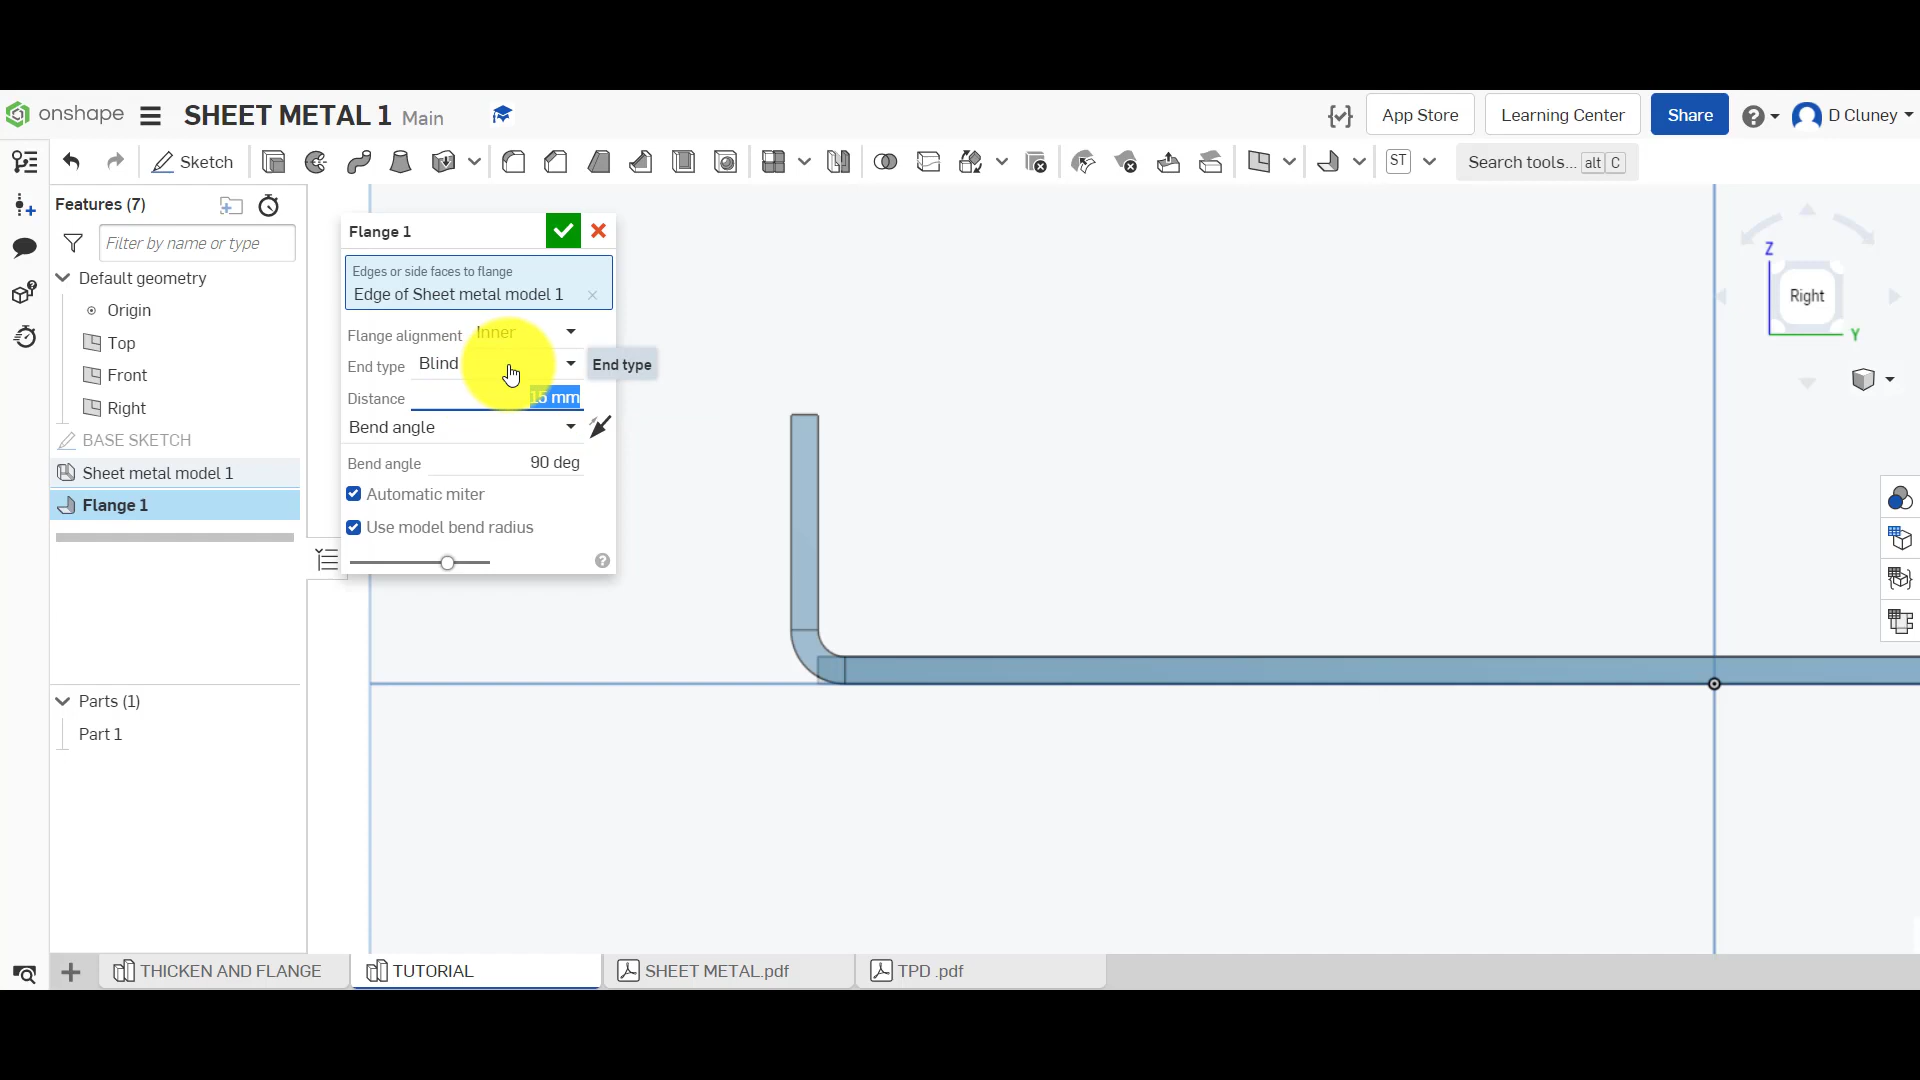 onshape SHEET METAL 1 Main App Store Learning Center Share D Cluney
Sketch ST Search tools... alt C
Features (7)
Filter by name or type
Default geometry
Origin
Top
Front
Right
BASE SKETCH
Sheet metal model 1
Flange 1
Parts (1)
Part 1
Flange 1
Edges or side faces to flange
Edge of Sheet metal model 1
Flange alignment Inner
End type Blind
End type
Distance 15 mm
Bend angle
Bend angle 90 deg
Automatic miter
Use model bend radius
Z
Right
Y
THICKEN AND FLANGE TUTORIAL SHEET METAL.pdf TPD .pdf